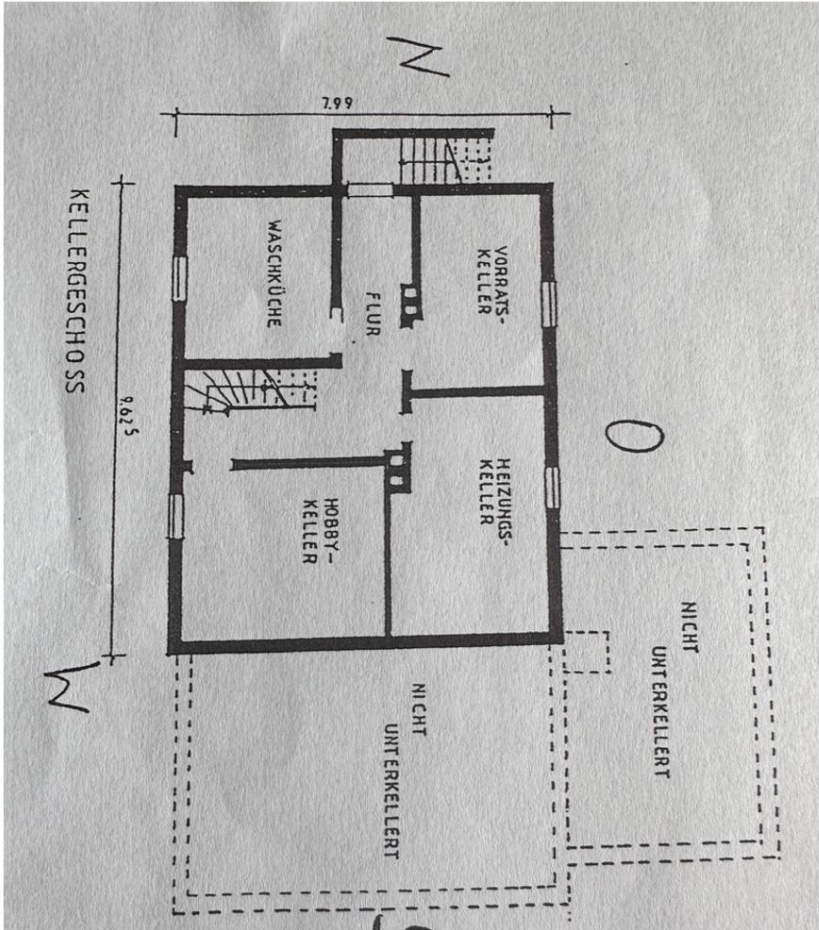 N
7.99
KELLERGESCHOSS
9.62⁵
WASCHKÜCHE
FLUR
VORRATS-
KELLER
O
HEIZUNGS-
KELLER
HOBBY-
KELLER
NICHT
UNTERKELLERT
NICHT
UNTERKELLERT
W